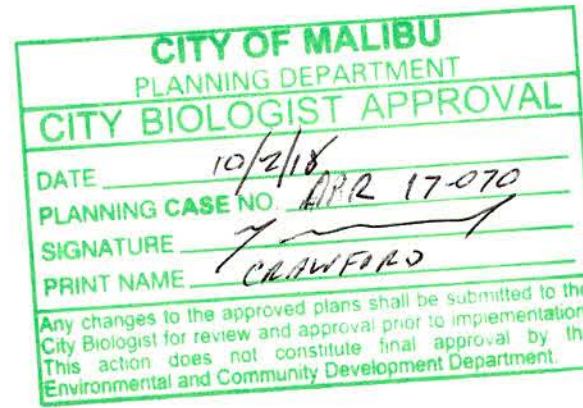 CITY OF MALIBU
PLANNING DEPARTMENT
CITY BIOLOGIST APPROVAL
DATE 10/2/18
PLANNING CASE NO. APR 17-070
SIGNATURE
PRINT NAME CRAWFORD
Any changes to the approved plans shall be submitted to the
City Biologist for review and approval prior to implementation
This action does not constitute final approval by the
Environmental and Community Development Department.